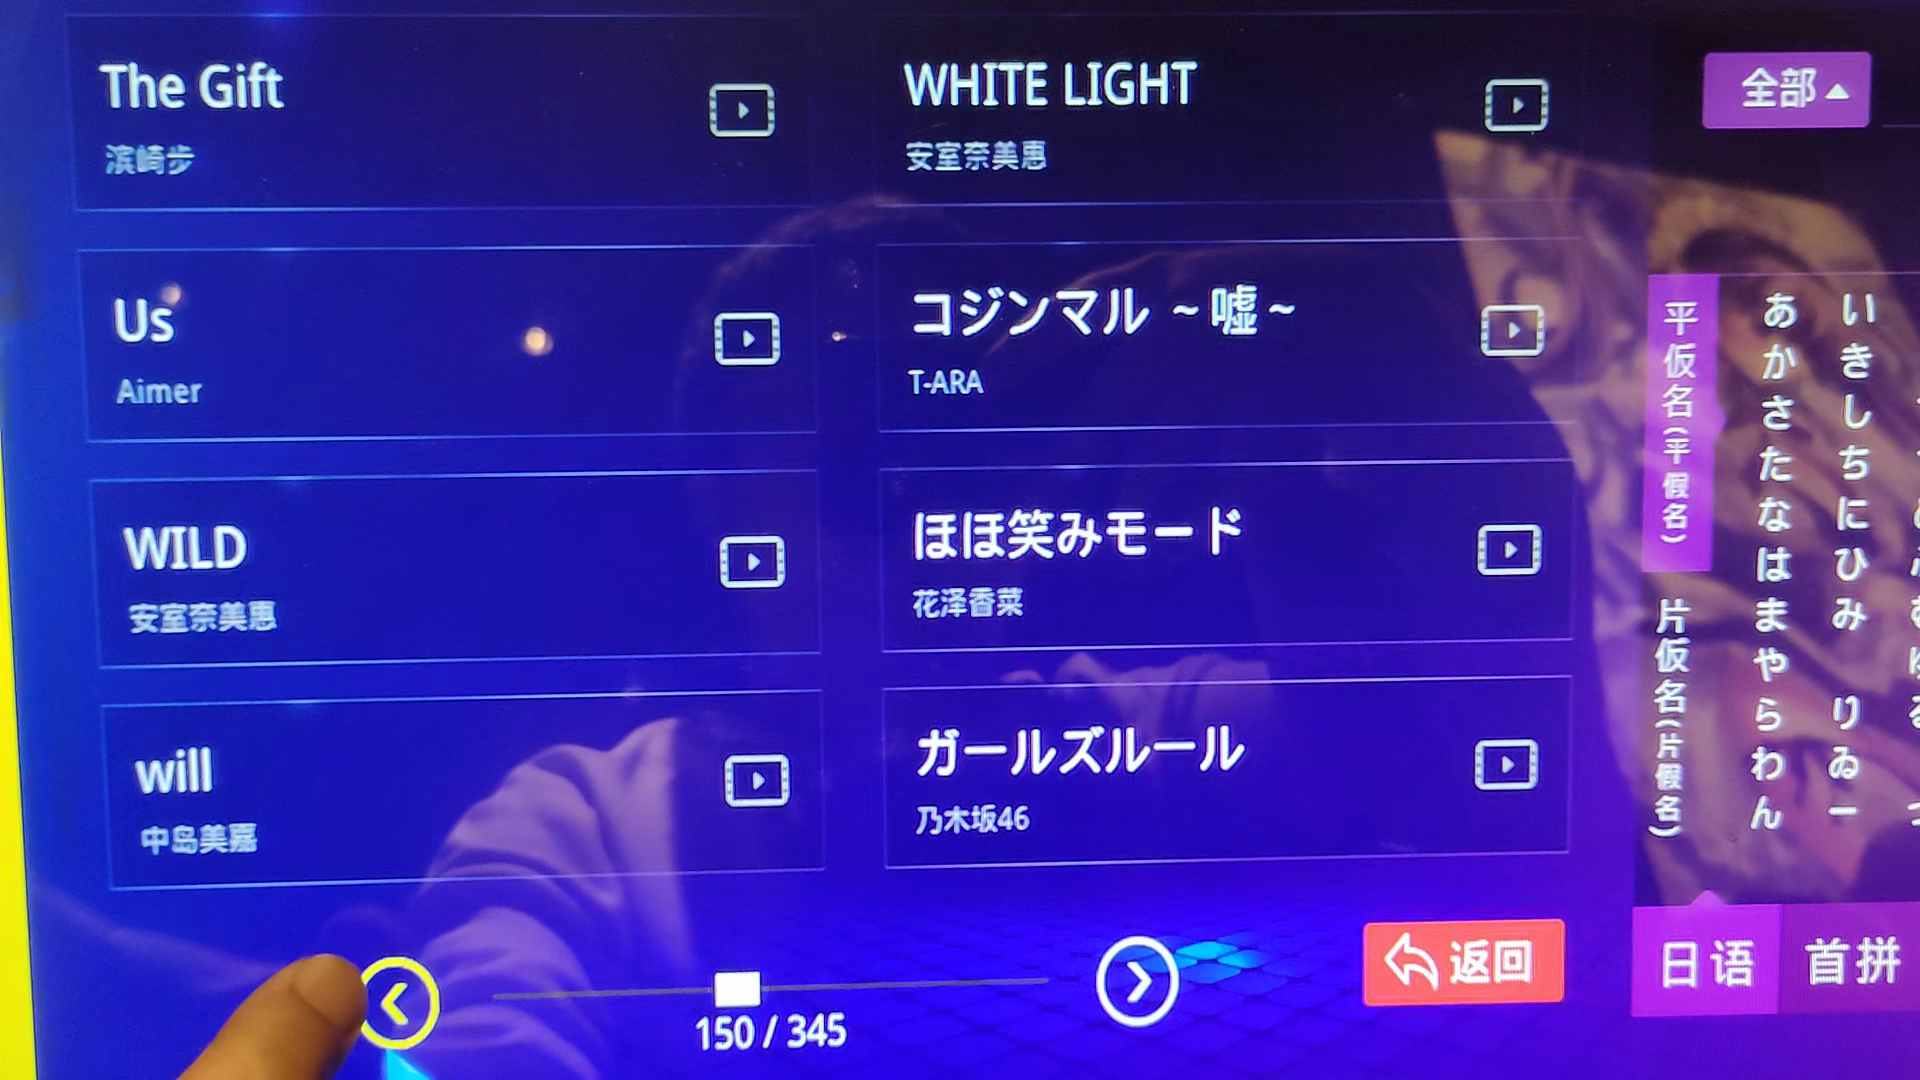 The Gift
滨崎步
WHITE LIGHT
安室奈美惠
Us
Aimer
コジンマル ~嘘~
T-ARA
WILD
安室奈美恵
ほほ笑みモード
花泽香菜
will
中岛美嘉
ガールズルール
乃木坂46
150 / 345
返回
全部
平仮名(平假名)
片仮名(片假名)
あかさたなはまやらわん
いきしちにひみ りゐー
日语
首拼